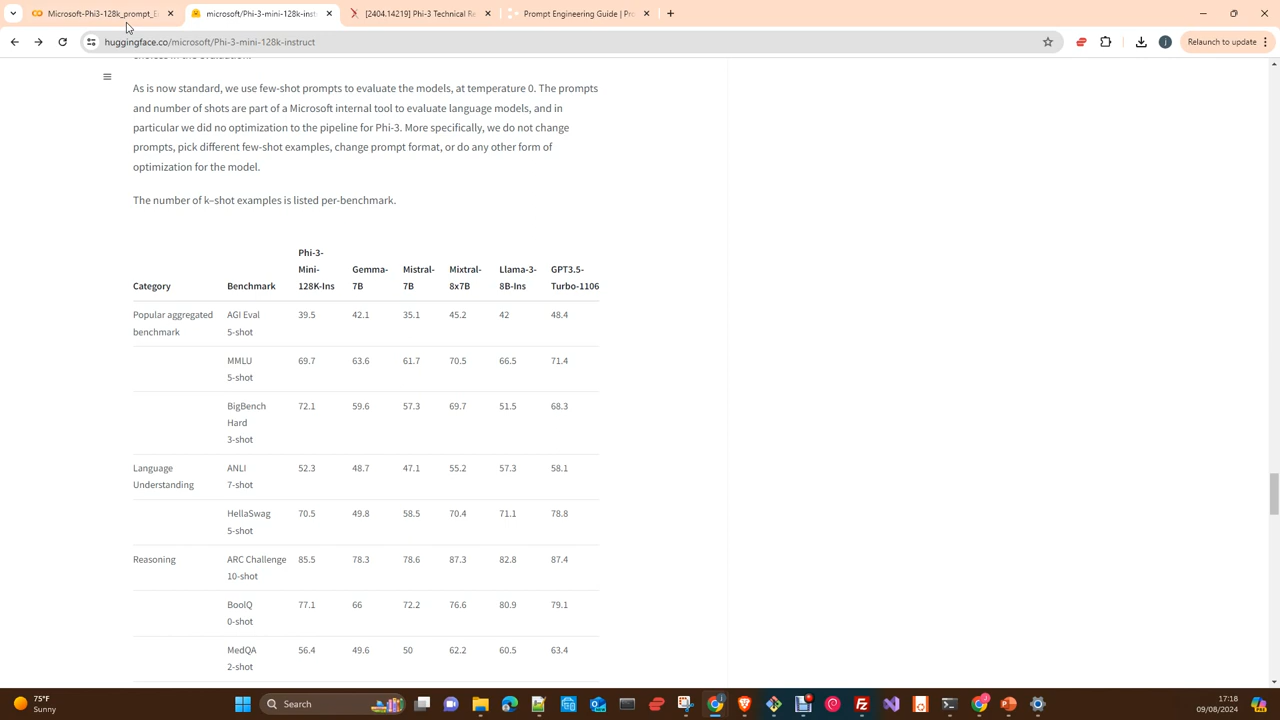 Microsoft-Phi-3-128k_prompt_E
microsoft/Phi-3-mini-128k-inst
[2404.14219] Phi-3 Technical Re
Prompt Engineering Guide | Pro
huggingface.co/microsoft/Phi-3-mini-128k-instruct
Relaunch to update
choices in the evaluation.
As is now standard, we use few-shot prompts to evaluate the models, at temperature 0. The prompts
and number of shots are part of a Microsoft internal tool to evaluate language models, and in
particular we did no optimization to the pipeline for Phi-3. More specifically, we do not change
prompts, pick different few-shot examples, change prompt format, or do any other form of
optimization for the model.
The number of k–shot examples is listed per-benchmark.
Phi-3-
Mini- Gemma- Mistral- Mixtral- Llama-3- GPT3.5-
Category Benchmark 128K-Ins 7B 7B 8x7B 8B-Ins Turbo-1106
Popular aggregated AGI Eval 39.5 42.1 35.1 45.2 42 48.4
benchmark 5-shot
MMLU 69.7 63.6 61.7 70.5 66.5 71.4
5-shot
BigBench 72.1 59.6 57.3 69.7 51.5 68.3
Hard
3-shot
Language ANLI 52.3 48.7 47.1 55.2 57.3 58.1
Understanding 7-shot
HellaSwag 70.5 49.8 58.5 70.4 71.1 78.8
5-shot
Reasoning ARC Challenge 85.5 78.3 78.6 87.3 82.8 87.4
10-shot
BoolQ 77.1 66 72.2 76.6 80.9 79.1
0-shot
MedQA 56.4 49.6 50 62.2 60.5 63.4
2-shot
75°F
Sunny
Search
17:18
09/08/2024